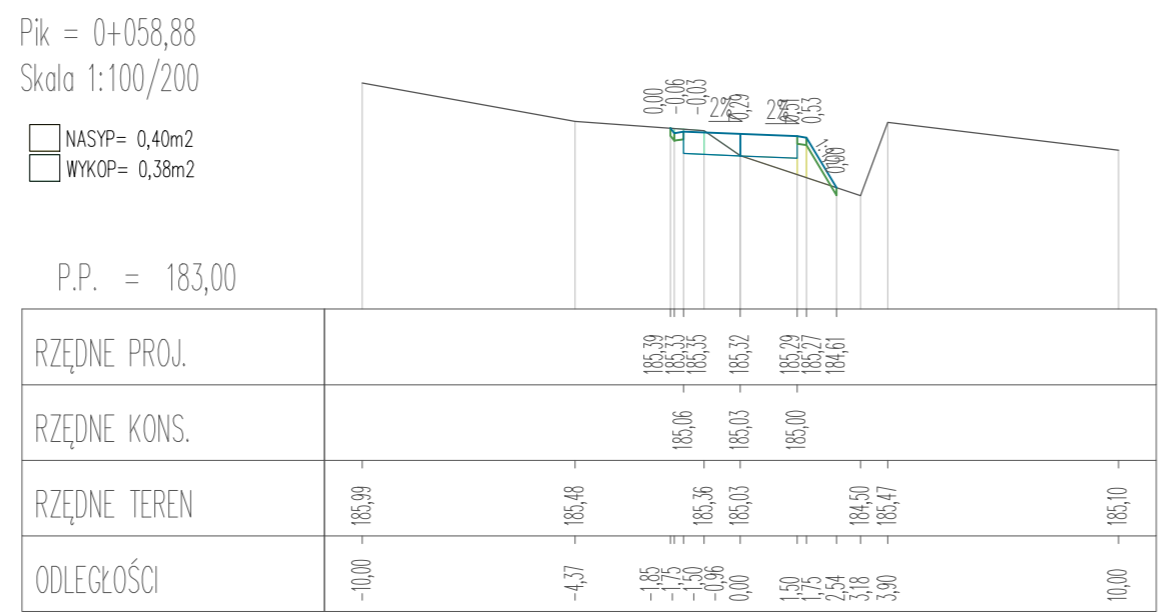 Pik = 0+058,88
Skala 1:100/200
NASYP= 0,40m2
WYKOP= 0,38m2
0,00 -0,06 -0,03 2% 0,29 2% 0,51 0,53 0,00
P.P. = 183,00
RZĘDNE PROJ. 185,39 185,33 185,35 185,32 185,29 185,27 184,61
RZĘDNE KONS. 185,06 185,03 185,00
RZĘDNE TEREN 185,99 185,48 185,36 185,03 184,50 185,47 185,10
ODLEGŁOŚCI -10,00 -4,37 -1,85 -1,75 -1,50 -0,96 0,00 1,50 1,75 2,54 3,18 3,90 10,00